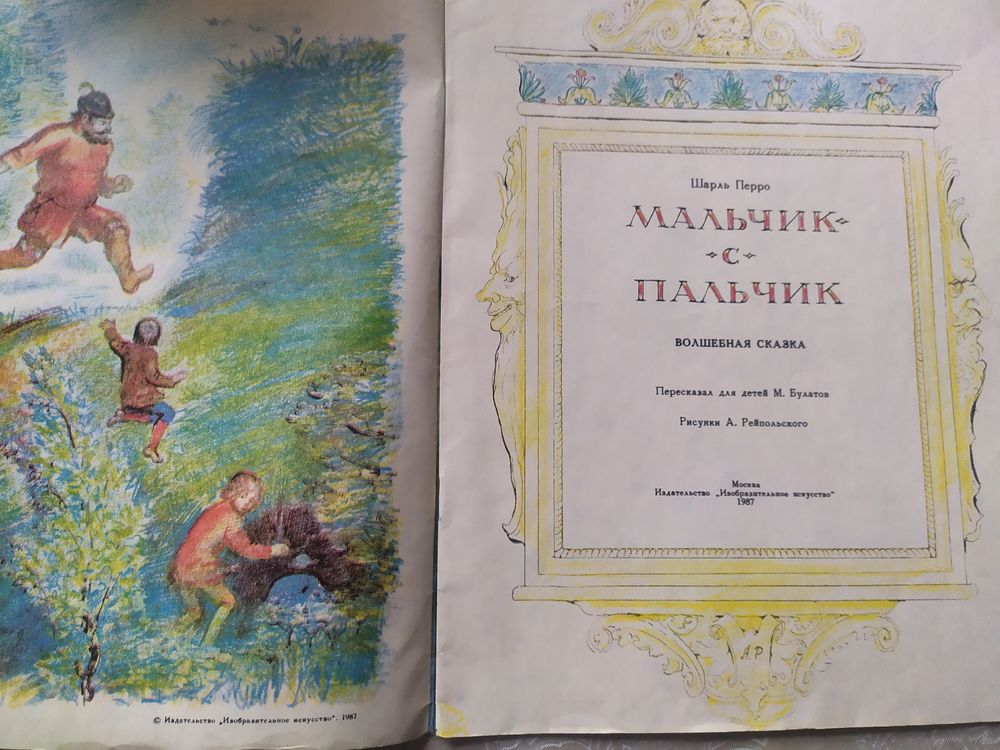 © Издательство „Изобразительное искусство". 1987
Шарль Перро
МАЛЬЧИК-
-С-
ПАЛЬЧИК
ВОЛШЕБНАЯ СКАЗКА
Пересказал для детей М. Булатов
Рисунки А. Рейпольского
Москва
Издательство „Изобразительное искусство"
1987
А.Р.